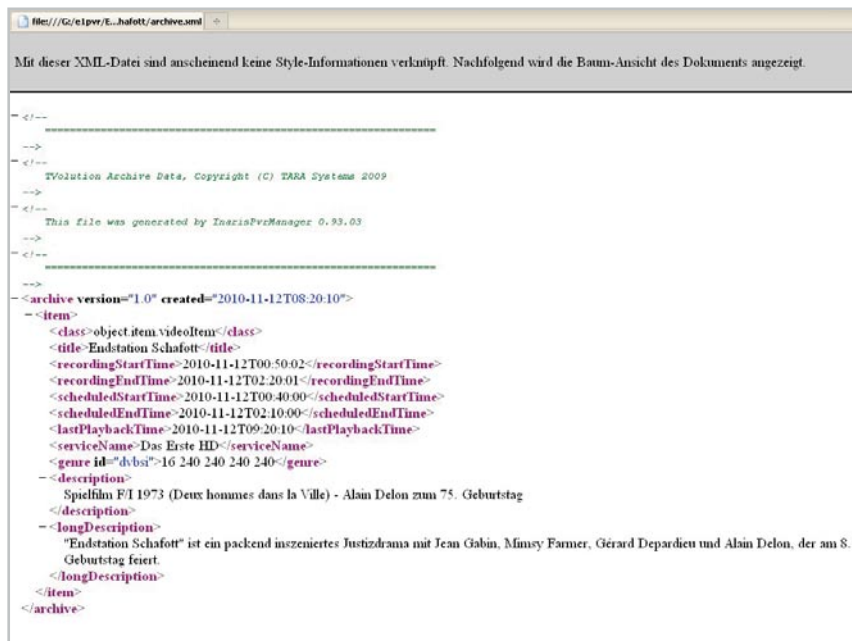 file:///G:/e1pvr/E...hafott/archive.xml
Mit dieser XML-Datei sind anscheinend keine Style-Informationen verknüpft. Nachfolgend wird die Baum-Ansicht des Dokuments angezeigt.
− <!--
==============================================================
-->
− <!--
TVolution Archive Data, Copyright (C) TARA Systems 2009
-->
− <!--
This file was generated by InarisPvrManager 0.93.03
-->
− <!--
==============================================================
-->
− <archive version="1.0" created="2010-11-12T08:20:10">
− <item>
<class>object.item.videoItem</class>
<title>Endstation Schafott</title>
<recordingStartTime>2010-11-12T00:50:02</recordingStartTime>
<recordingEndTime>2010-11-12T02:20:01</recordingEndTime>
<scheduledStartTime>2010-11-12T00:40:00</scheduledStartTime>
<scheduledEndTime>2010-11-12T02:10:00</scheduledEndTime>
<lastPlaybackTime>2010-11-12T09:20:10</lastPlaybackTime>
<serviceName>Das Erste HD</serviceName>
<genre id="dvbsi">16 240 240 240 240</genre>
− <description>
Spielfilm F/I 1973 (Deux hommes dans la Ville) - Alain Delon zum 75. Geburtstag
</description>
− <longDescription>
"Endstation Schafott" ist ein packend inszeniertes Justizdrama mit Jean Gabin, Mimsy Farmer, Gérard Depardieu und Alain Delon, der am 8.
Geburtstag feiert.
</longDescription>
</item>
</archive>